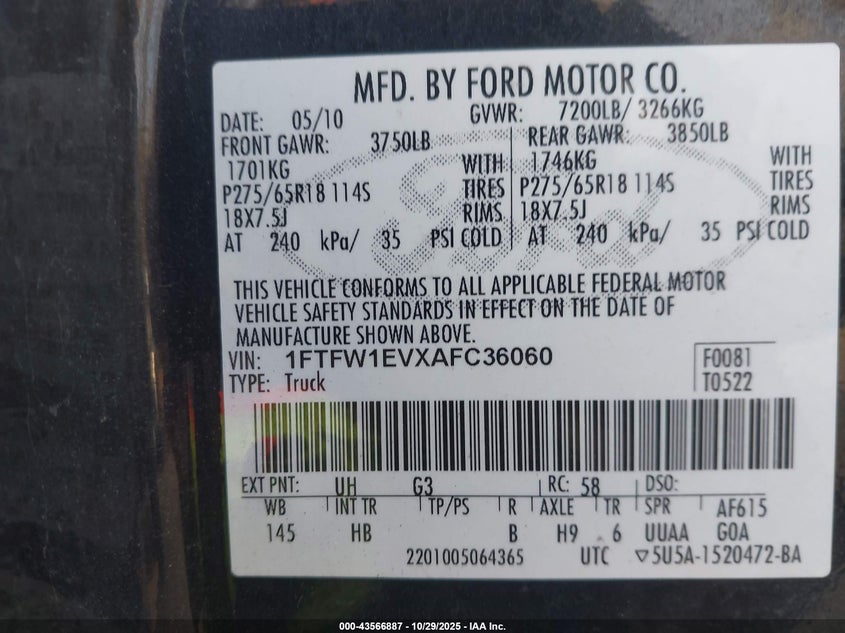 MFD. BY FORD MOTOR CO.
DATE: 05/10 GVWR: 7200LB/ 3266KG
FRONT GAWR: 3750LB REAR GAWR: 3850LB
1701KG WITH 1746KG WITH
P275/65R18 114S TIRES P275/65R18 114S TIRES
18X7.5J RIMS 18X7.5J RIMS
AT 240 kPa/ 35 PSI COLD AT 240 kPa/ 35 PSI COLD
Ford
THIS VEHICLE CONFORMS TO ALL APPLICABLE FEDERAL MOTOR
VEHICLE SAFETY STANDARDS IN EFFECT ON THE DATE OF
MANUFACTURE SHOWN ABOVE.
VIN: 1FTFW1EVXAFC36060 F0081
TYPE: Truck T0522
EXT PNT: UH G3 RC: 58 DSO:
WB INT TR TP/PS R AXLE TR SPR AF615
145 HB B H9 6 UUAA GOA
2201005064365 UTC ▽5U5A-1520472-BA
000-43566887 / 10/29/2025 - IAA Inc.